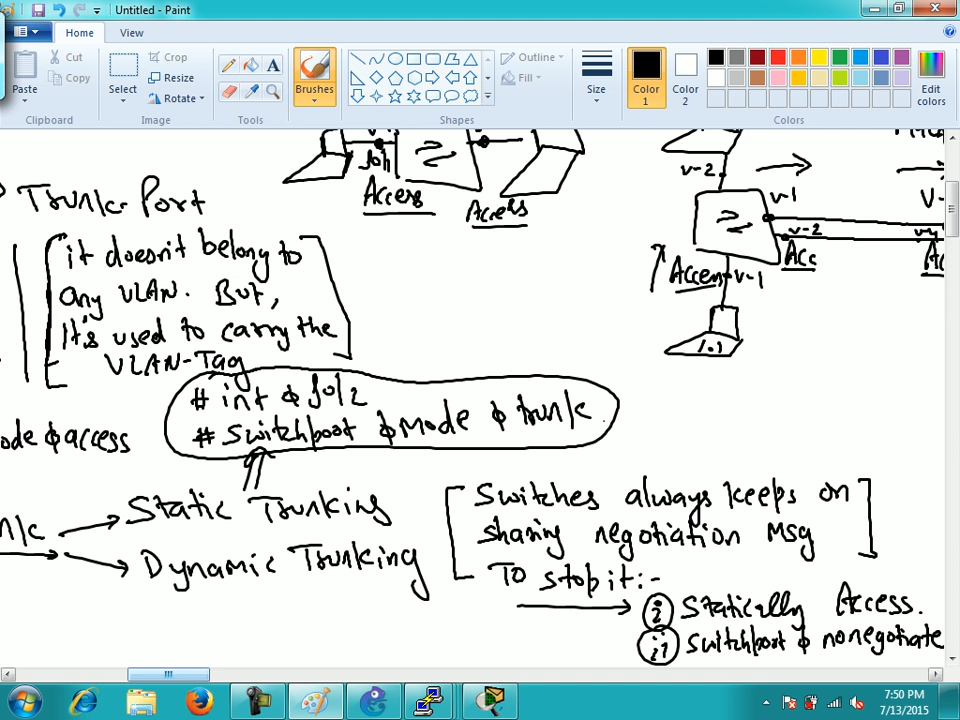 Untitled - Paint
Home View
Paste
Cut
Copy
Clipboard
Select
Crop
Resize
Rotate
Image
Tools
Brushes
Shapes
Outline
Fill
Size
Color 1
Color 2
Edit colors
Colors
Access
Access
Trunk-Port
it doesn't belong to
any VLAN. But,
It's used to carry the
VLAN-Tag
v-2
v-1
v-2
Acc
Access
v-1
1.1
# int φ f0/2
# Switchport φ Mode φ trunk
ode φ access
Static Trunking
Dynamic Trunking
Switches always keeps on
sharing negotiation Msg
To stop it:-
i Statically Access.
ii Switchport φ nonegotiate
7:50 PM
7/13/2015